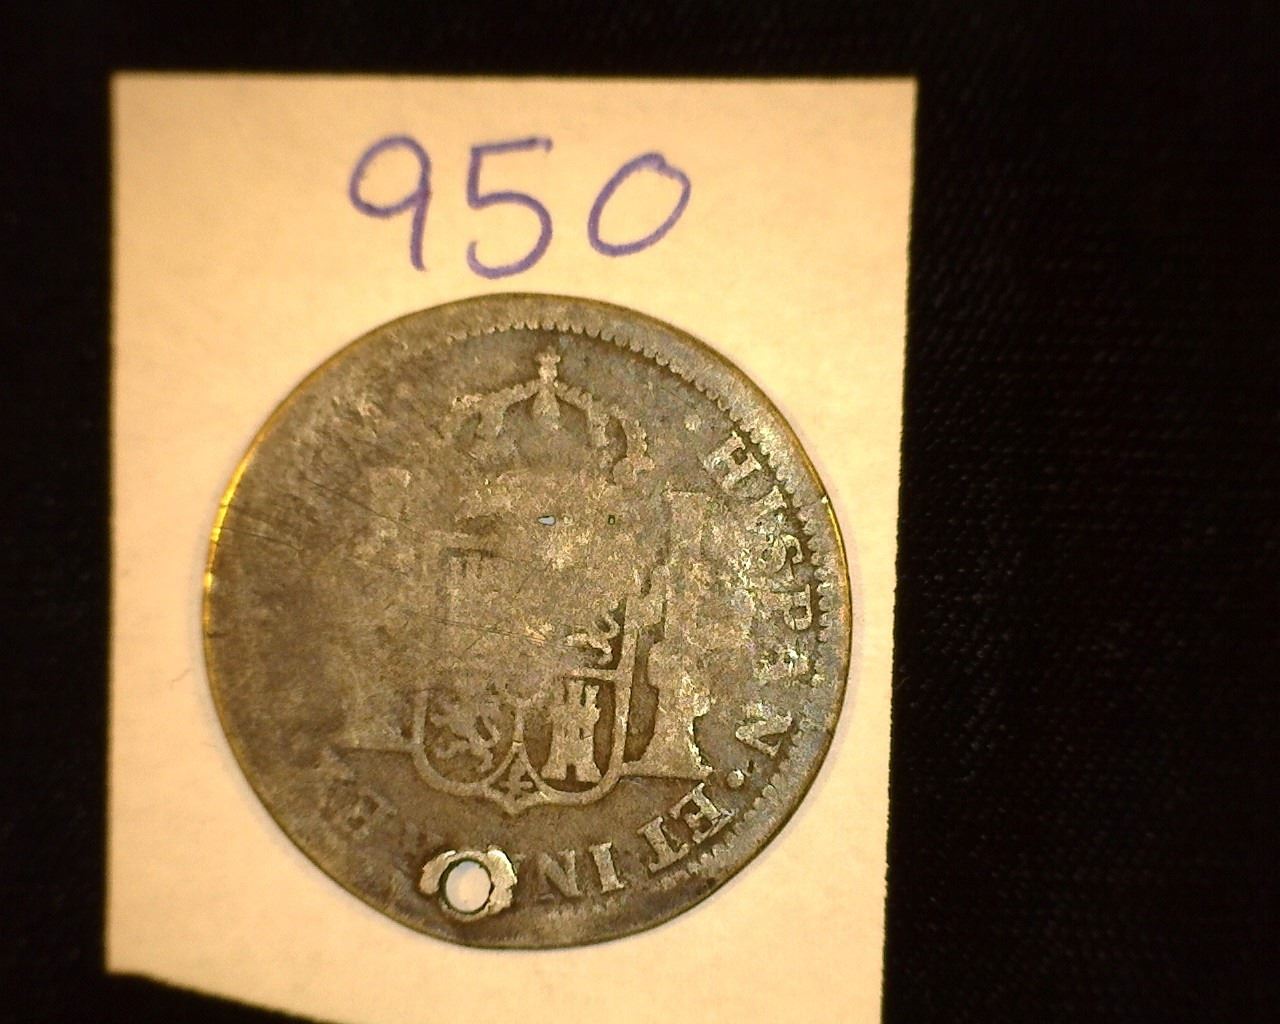 950
· HISPAN · ET IN